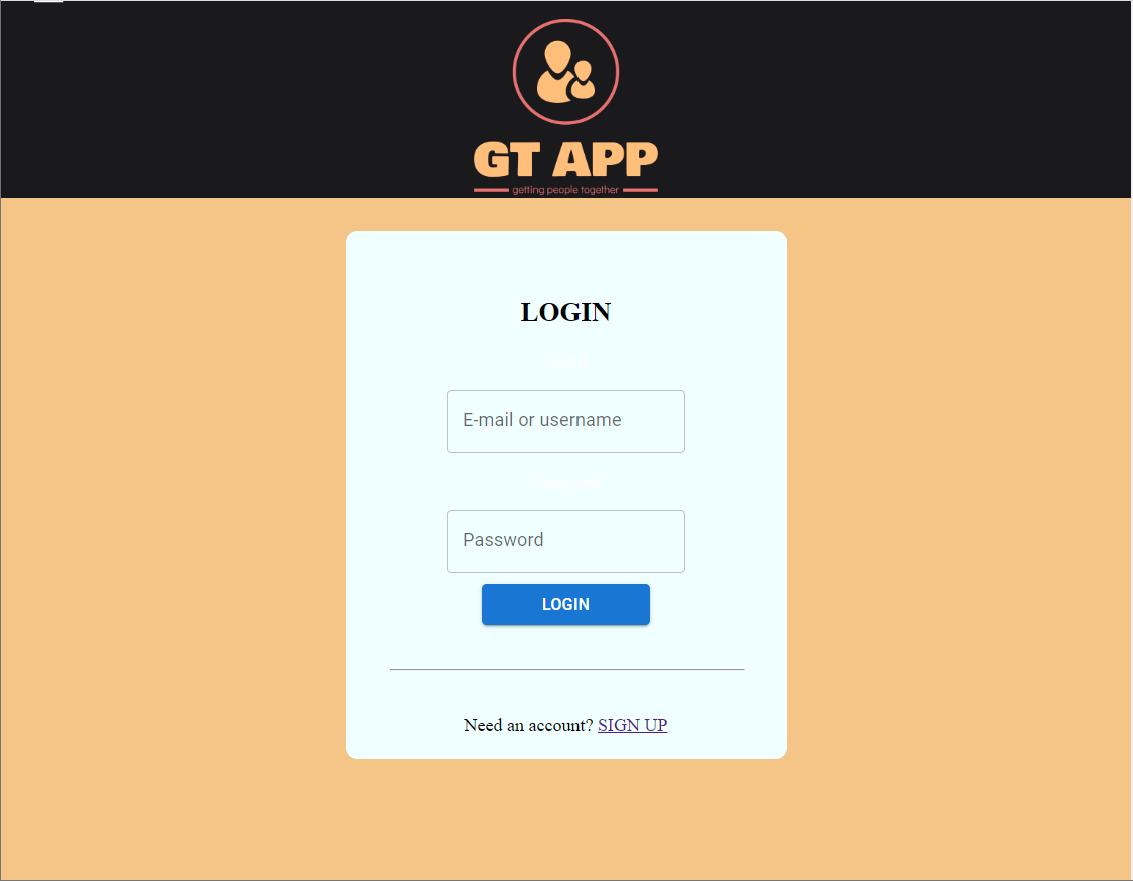 GT APP
getting people together
LOGIN
Email
E-mail or username
Password
Password
LOGIN
Need an account? SIGN UP